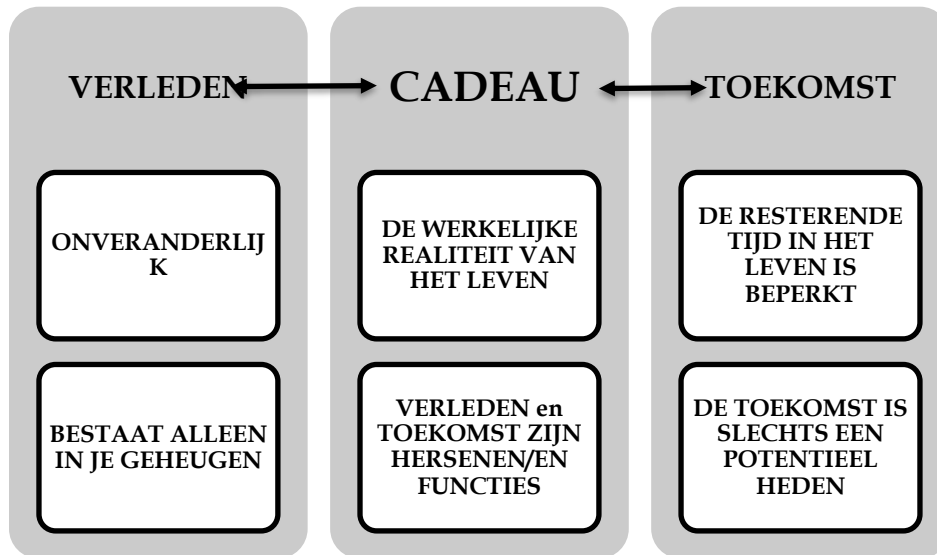 VERLEDEN
CADEAU
TOEKOMST
ONVERANDERLIJ
K
DE WERKELIJKE
REALITEIT VAN
HET LEVEN
DE RESTERENDE
TIJD IN HET
LEVEN IS
BEPERKT
BESTAAT ALLEEN
IN JE GEHEUGEN
VERLEDEN en
TOEKOMST ZIJN
HERSENEN/EN
FUNCTIES
DE TOEKOMST IS
SLECHTS EEN
POTENTIEEL
HEDEN